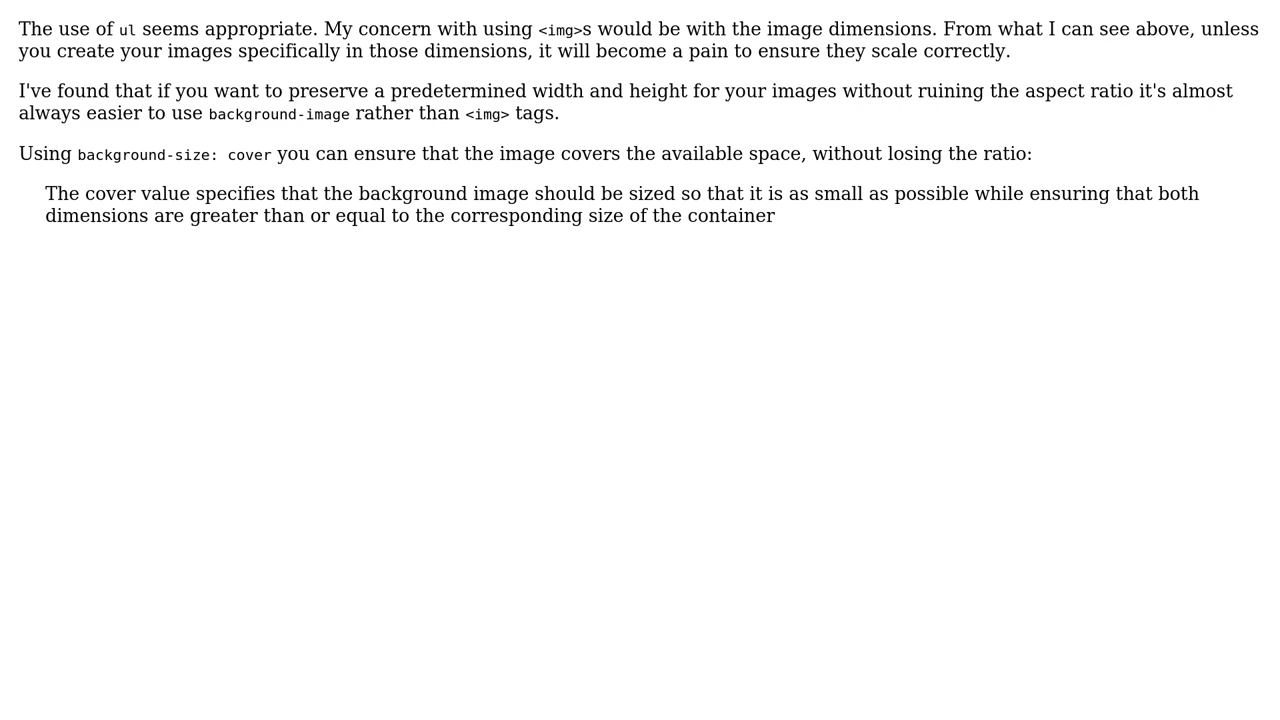 The use of ul seems appropriate. My concern with using <img>s would be with the image dimensions. From what I can see above, unless
you create your images specifically in those dimensions, it will become a pain to ensure they scale correctly.
I've found that if you want to preserve a predetermined width and height for your images without ruining the aspect ratio it's almost
always easier to use background-image rather than <img> tags.
Using background-size: cover you can ensure that the image covers the available space, without losing the ratio:
The cover value specifies that the background image should be sized so that it is as small as possible while ensuring that both
dimensions are greater than or equal to the corresponding size of the container